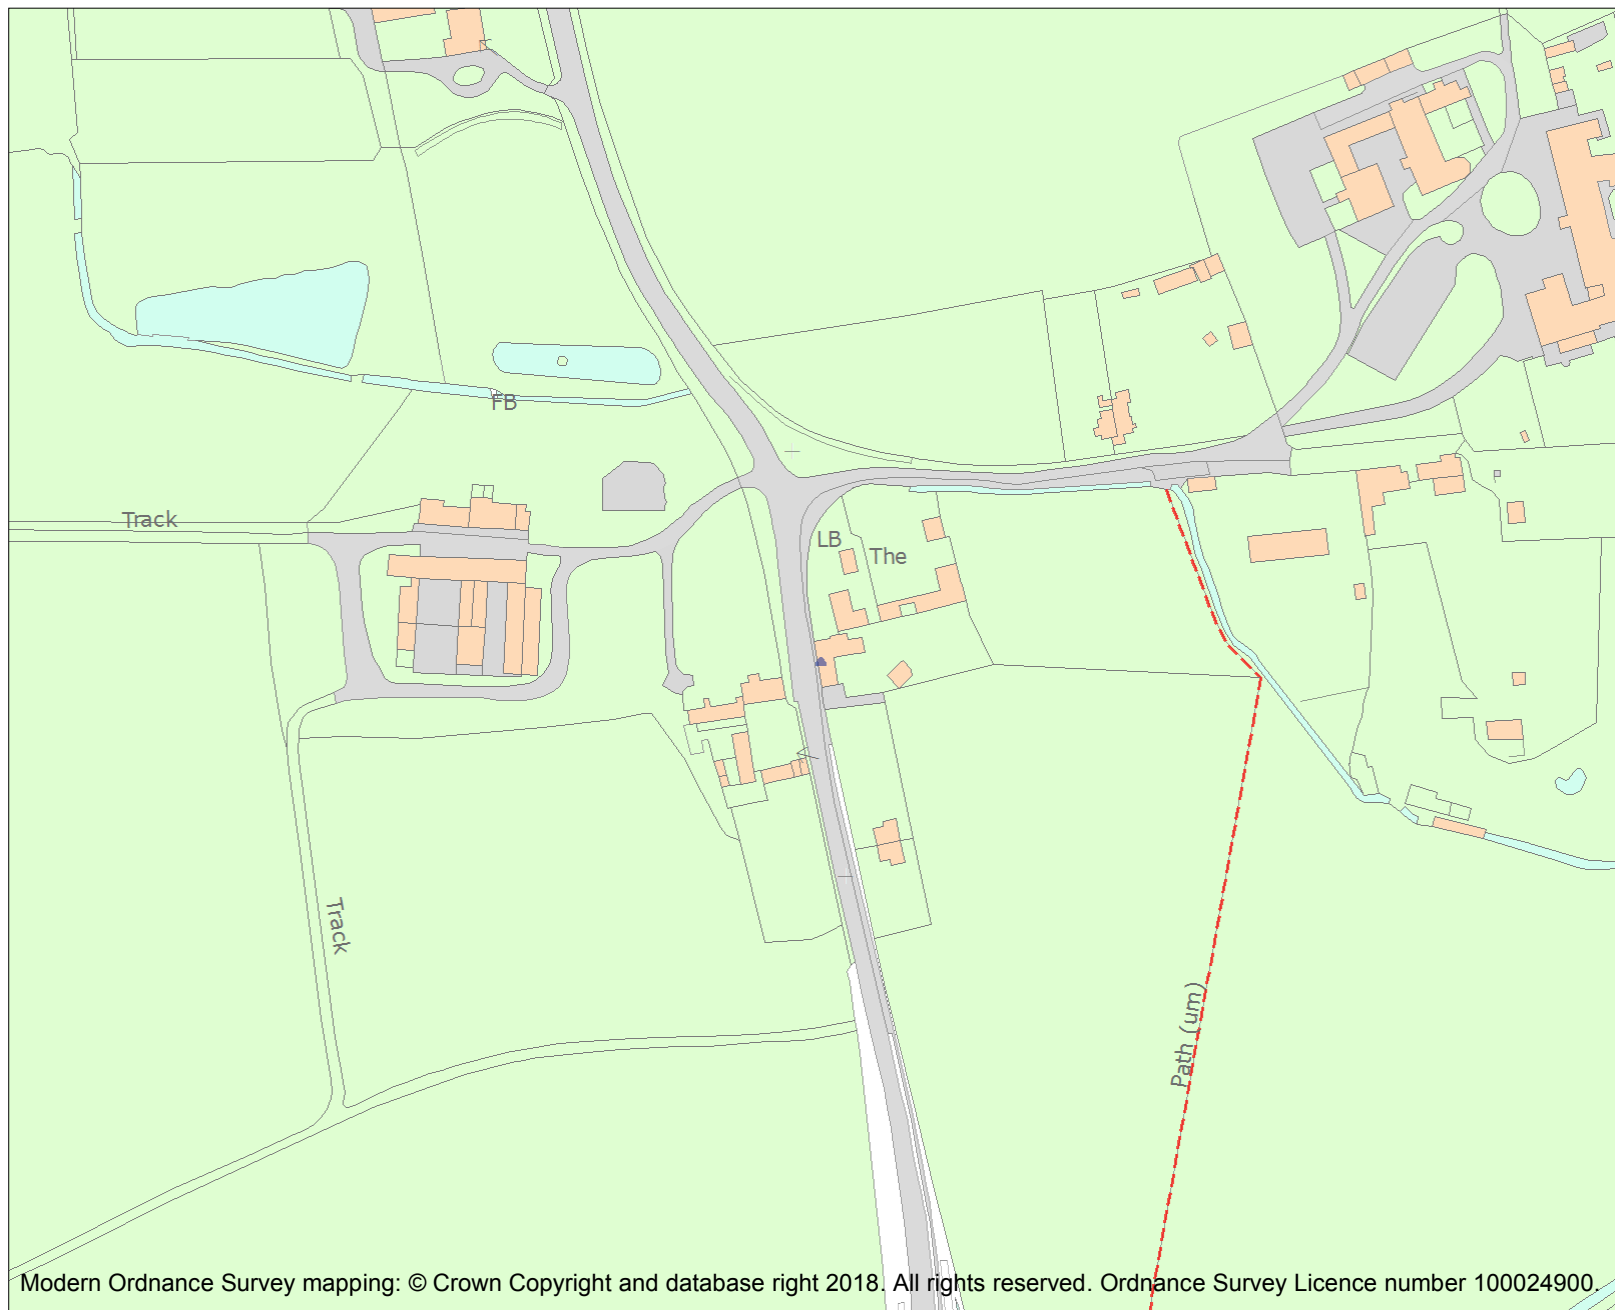 FB
Track
LB
The
Track
Path (um)
Modern Ordnance Survey mapping: © Crown Copyright and database right 2018. All rights reserved. Ordnance Survey Licence number 100024900.